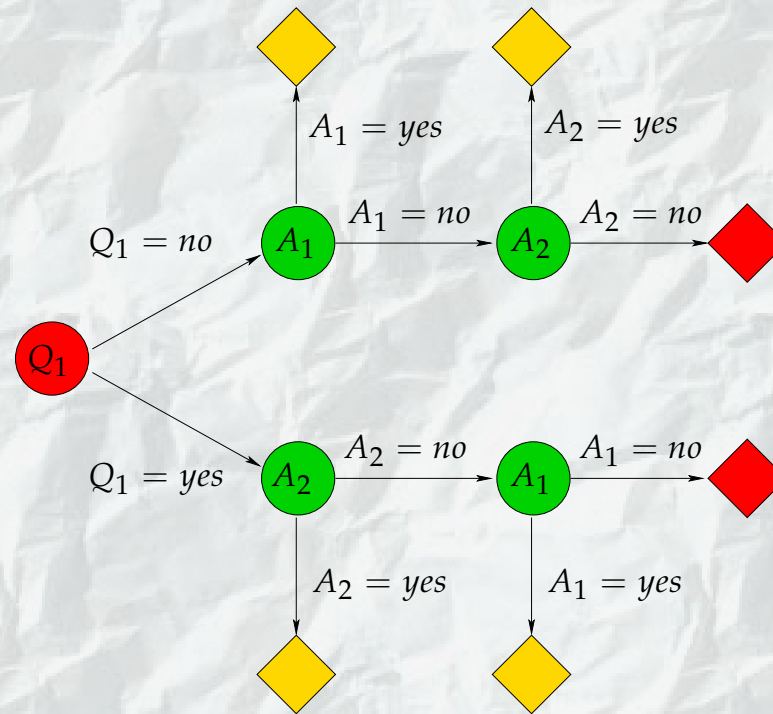 A₁ = yes
A₂ = yes
Q₁ = no
A₁
A₁ = no
A₂
A₂ = no
Q₁
Q₁ = yes
A₂
A₂ = no
A₁
A₁ = no
A₂ = yes
A₁ = yes